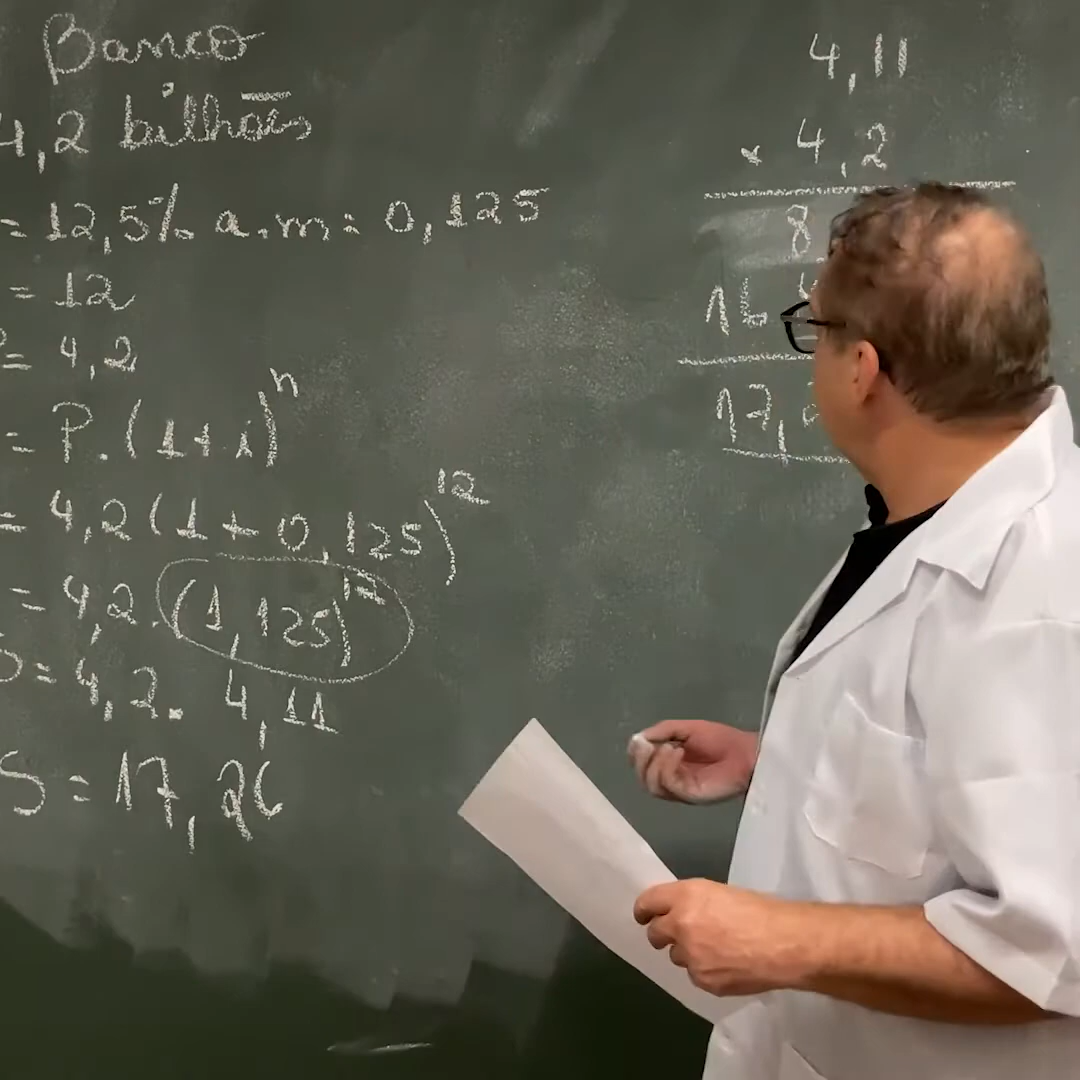 Banco
4,2 bilhões
= 12,5% a.m = 0,125
= 12
= 4,2
= P. (1+i)^n
= 4,2 (1 + 0,125)^12
= 4,2. (1,125)^12
S = 4,2. 4,11
S = 17,26
4,11
x 4,2
8
16
17,